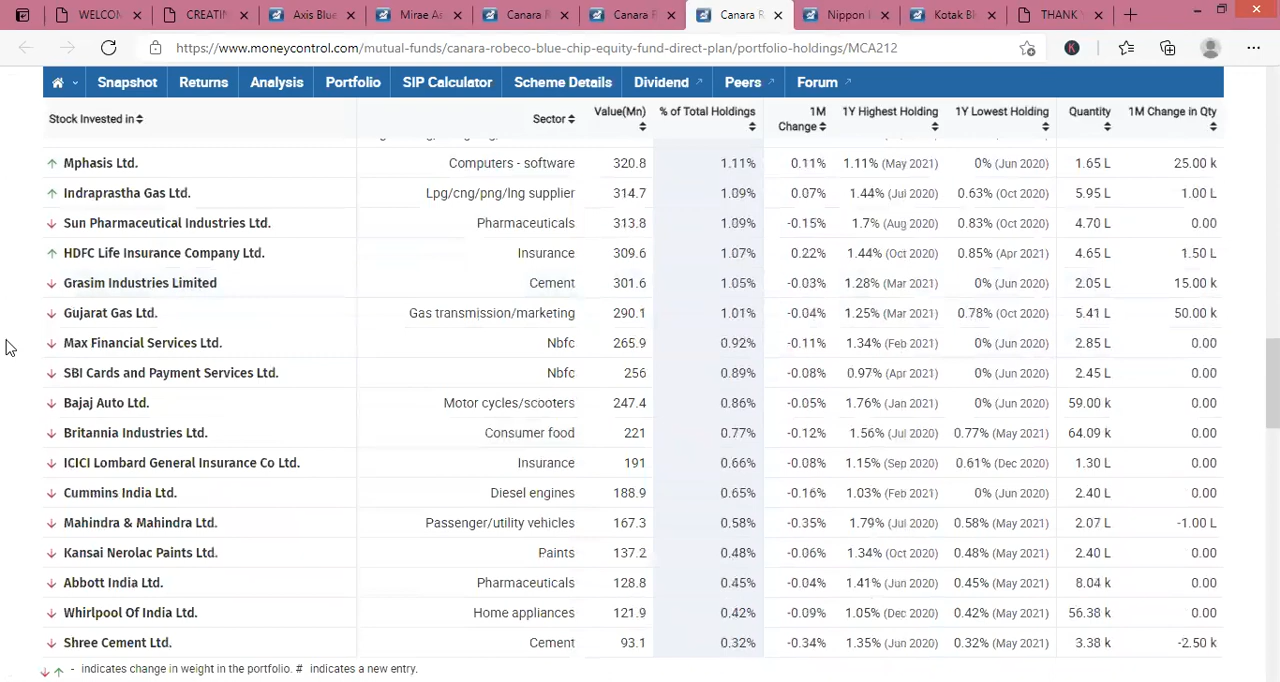 WELCOM
CREATIN
Axis Blue
Mirae As
Canara R
Canara R
Canara R
Nippon I
Kotak Bl
THANK
https://www.moneycontrol.com/mutual-funds/canara-robeco-blue-chip-equity-fund-direct-plan/portfolio-holdings/MCA212
K
Snapshot Returns Analysis Portfolio SIP Calculator Scheme Details Dividend Peers Forum
Stock Invested in Sector Value(Mn) % of Total Holdings 1M Change 1Y Highest Holding 1Y Lowest Holding Quantity 1M Change in Qty
Mphasis Ltd. Computers - software 320.8 1.11% 0.11% 1.11% (May 2021) 0% (Jun 2020) 1.65 L 25.00 k
Indraprastha Gas Ltd. Lpg/cng/png/lng supplier 314.7 1.09% 0.07% 1.44% (Jul 2020) 0.63% (Oct 2020) 5.95 L 1.00 L
Sun Pharmaceutical Industries Ltd. Pharmaceuticals 313.8 1.09% -0.15% 1.7% (Aug 2020) 0.83% (Oct 2020) 4.70 L 0.00
HDFC Life Insurance Company Ltd. Insurance 309.6 1.07% 0.22% 1.44% (Oct 2020) 0.85% (Apr 2021) 4.65 L 1.50 L
Grasim Industries Limited Cement 301.6 1.05% -0.03% 1.28% (Mar 2021) 0% (Jun 2020) 2.05 L 15.00 k
Gujarat Gas Ltd. Gas transmission/marketing 290.1 1.01% -0.04% 1.25% (Mar 2021) 0.78% (Oct 2020) 5.41 L 50.00 k
Max Financial Services Ltd. Nbfc 265.9 0.92% -0.11% 1.34% (Feb 2021) 0% (Jun 2020) 2.85 L 0.00
SBI Cards and Payment Services Ltd. Nbfc 256 0.89% -0.08% 0.97% (Apr 2021) 0% (Jun 2020) 2.45 L 0.00
Bajaj Auto Ltd. Motor cycles/scooters 247.4 0.86% -0.05% 1.76% (Jan 2021) 0% (Jun 2020) 59.00 k 0.00
Britannia Industries Ltd. Consumer food 221 0.77% -0.12% 1.56% (Jul 2020) 0.77% (May 2021) 64.09 k 0.00
ICICI Lombard General Insurance Co Ltd. Insurance 191 0.66% -0.08% 1.15% (Sep 2020) 0.61% (Dec 2020) 1.30 L 0.00
Cummins India Ltd. Diesel engines 188.9 0.65% -0.16% 1.03% (Feb 2021) 0% (Jun 2020) 2.40 L 0.00
Mahindra & Mahindra Ltd. Passenger/utility vehicles 167.3 0.58% -0.35% 1.79% (Jul 2020) 0.58% (May 2021) 2.07 L -1.00 L
Kansai Nerolac Paints Ltd. Paints 137.2 0.48% -0.06% 1.34% (Oct 2020) 0.48% (May 2021) 2.40 L 0.00
Abbott India Ltd. Pharmaceuticals 128.8 0.45% -0.04% 1.41% (Jun 2020) 0.45% (May 2021) 8.04 k 0.00
Whirlpool Of India Ltd. Home appliances 121.9 0.42% -0.09% 1.05% (Dec 2020) 0.42% (May 2021) 56.38 k 0.00
Shree Cement Ltd. Cement 93.1 0.32% -0.34% 1.35% (Jun 2020) 0.32% (May 2021) 3.38 k -2.50 k
- indicates change in weight in the portfolio. # indicates a new entry.